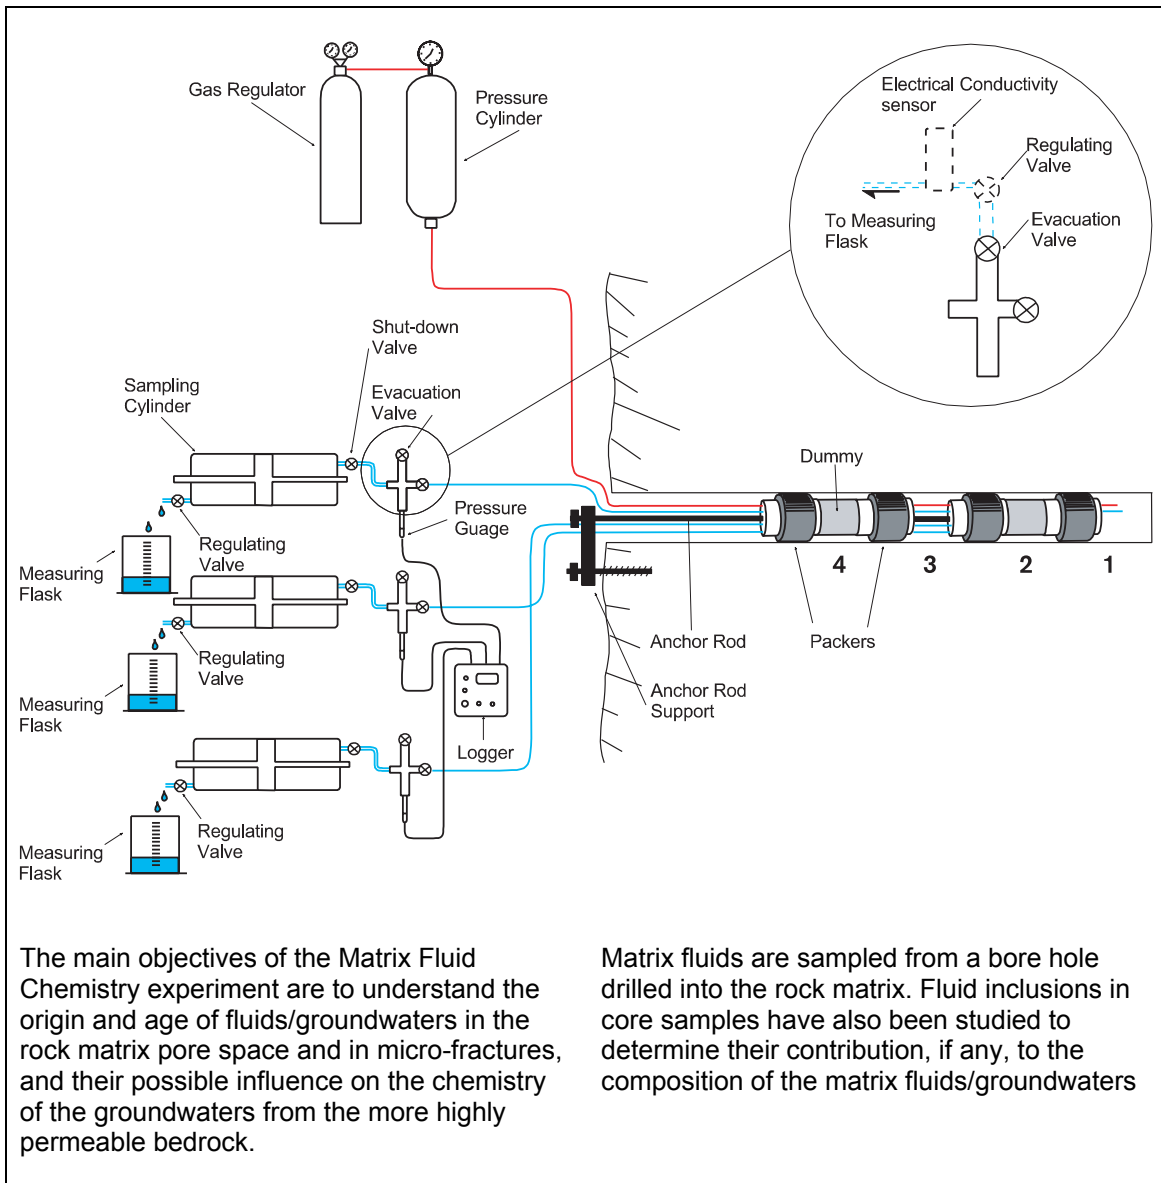 Gas Regulator
Pressure
Cylinder
Electrical Conductivity
sensor
Regulating
Valve
To Measuring
Flask
Evacuation
Valve
Shut-down
Valve
Sampling
Cylinder
Evacuation
Valve
Dummy
Pressure
Guage
Regulating
Valve
Measuring
Flask
4 3 2 1
Anchor Rod
Packers
Regulating
Valve
Measuring
Flask
Anchor Rod
Support
Logger
Regulating
Valve
Measuring
Flask
The main objectives of the Matrix Fluid
Chemistry experiment are to understand the
origin and age of fluids/groundwaters in the
rock matrix pore space and in micro-fractures,
and their possible influence on the chemistry
of the groundwaters from the more highly
permeable bedrock.
Matrix fluids are sampled from a bore hole
drilled into the rock matrix. Fluid inclusions in
core samples have also been studied to
determine their contribution, if any, to the
composition of the matrix fluids/groundwaters